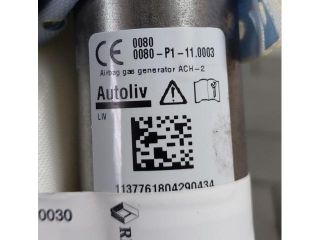 CE 0080
0080-P1-11.0003
Airbag gas generator ACH-2
Autoliv
LIV
1137761804290434
0030
R